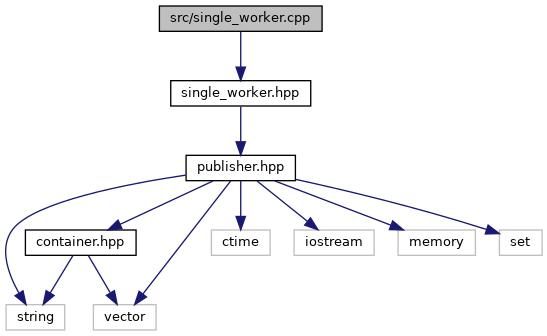 src/single_worker.cpp
single_worker.hpp
publisher.hpp
container.hpp
ctime
iostream
memory
set
string
vector